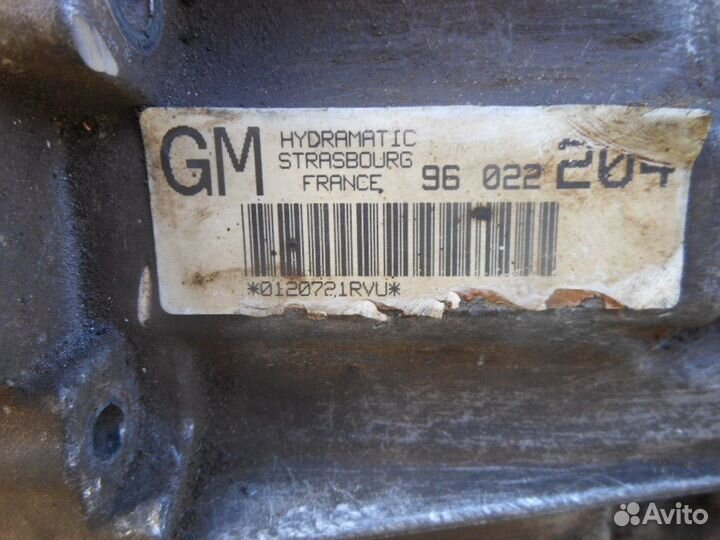 GM HYDRAMATIC
STRASBOURG
FRANCE 96 022 204
*0120721RVU*
Avito